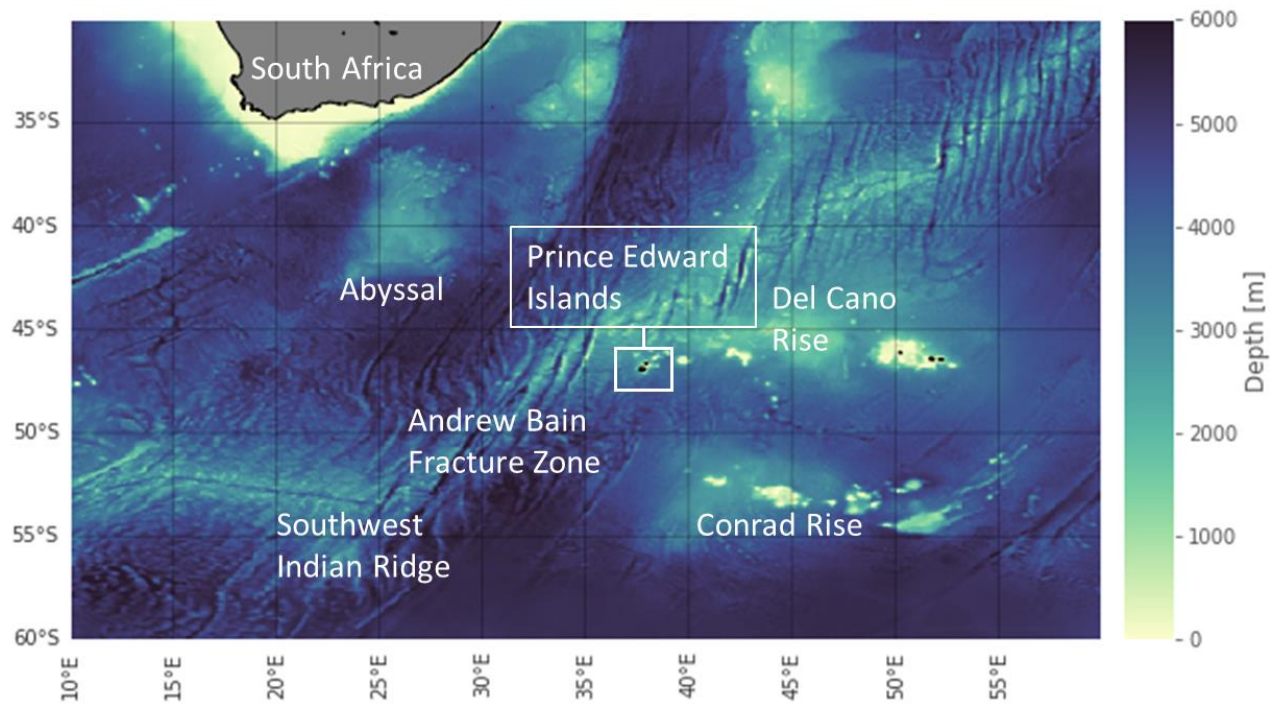 South Africa
Prince Edward
Islands
Abyssal
Del Cano
Rise
Andrew Bain
Fracture Zone
Southwest
Indian Ridge
Conrad Rise
35°S
40°S
45°S
50°S
55°S
60°S
10°E
15°E
20°E
25°E
30°E
35°E
40°E
45°E
50°E
55°E
6000
5000
4000
3000
2000
1000
0
Depth [m]